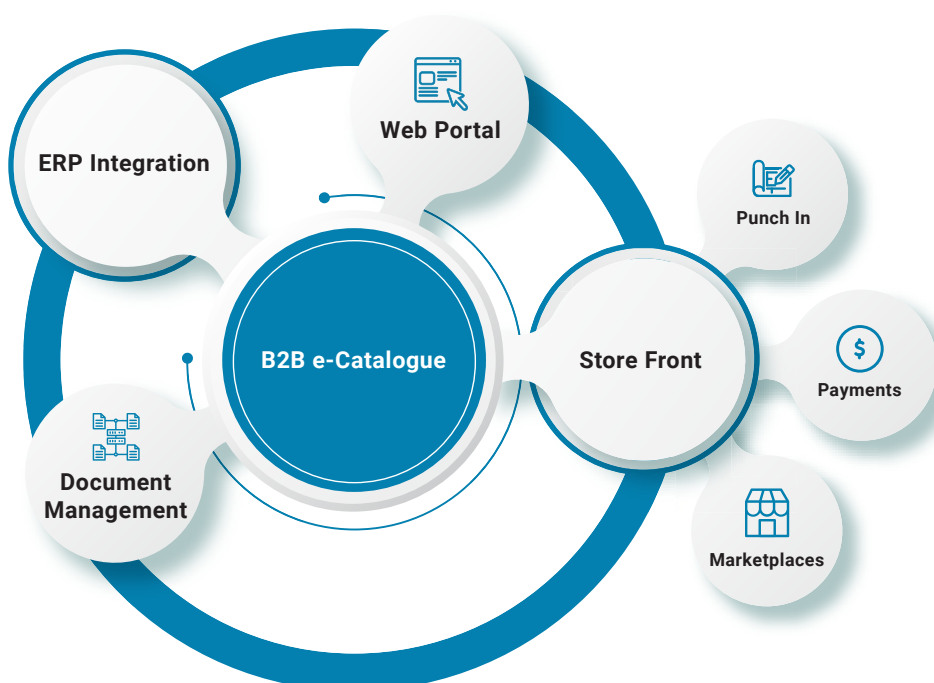 Web Portal
ERP Integration
Punch In
B2B e-Catalogue
Store Front
$
Payments
Document
Management
Marketplaces